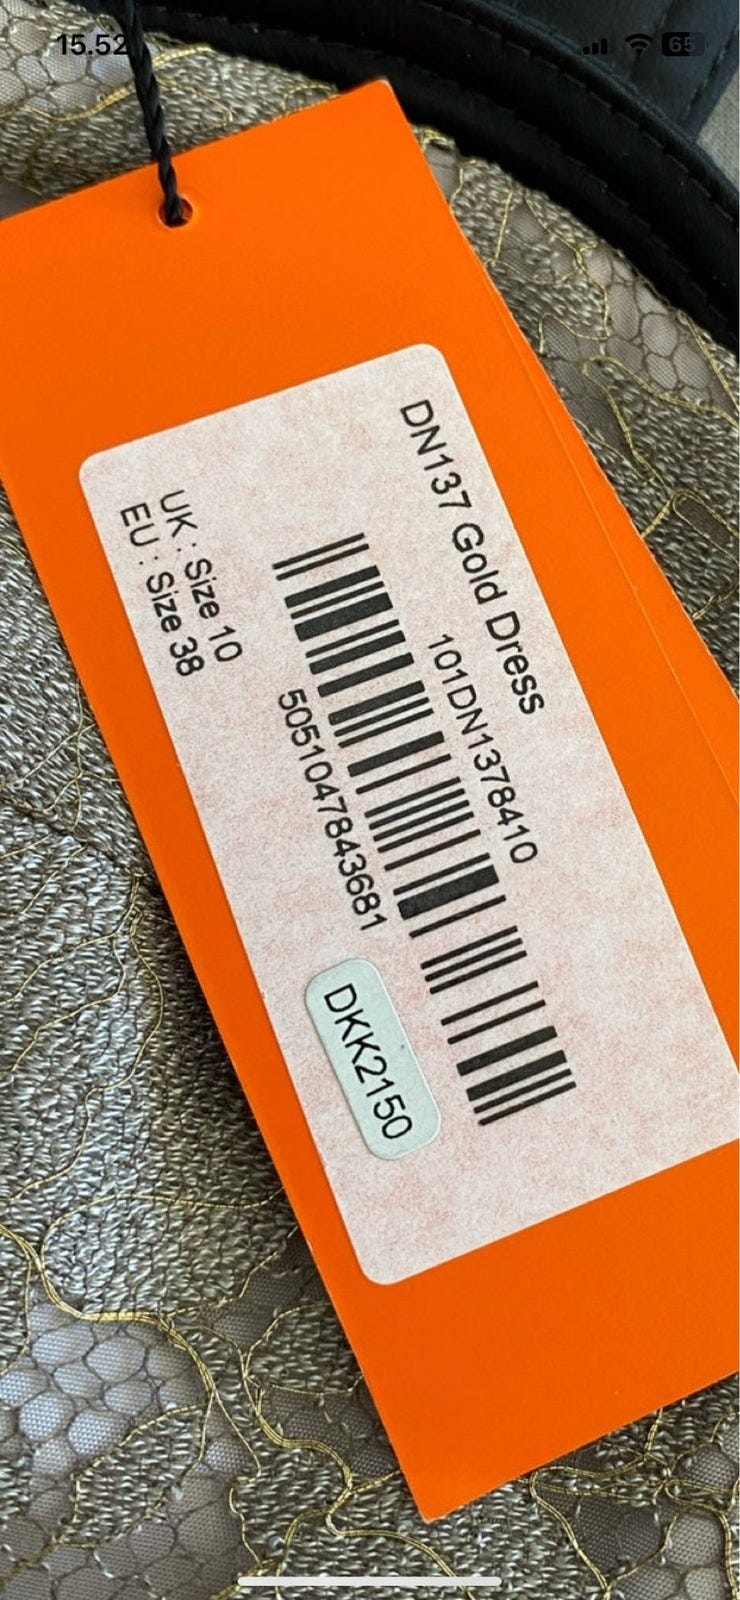 15.52
65
DN137 Gold Dress
101DN1378410
5051047843681
DKK2150
UK : Size 10
EU : Size 38